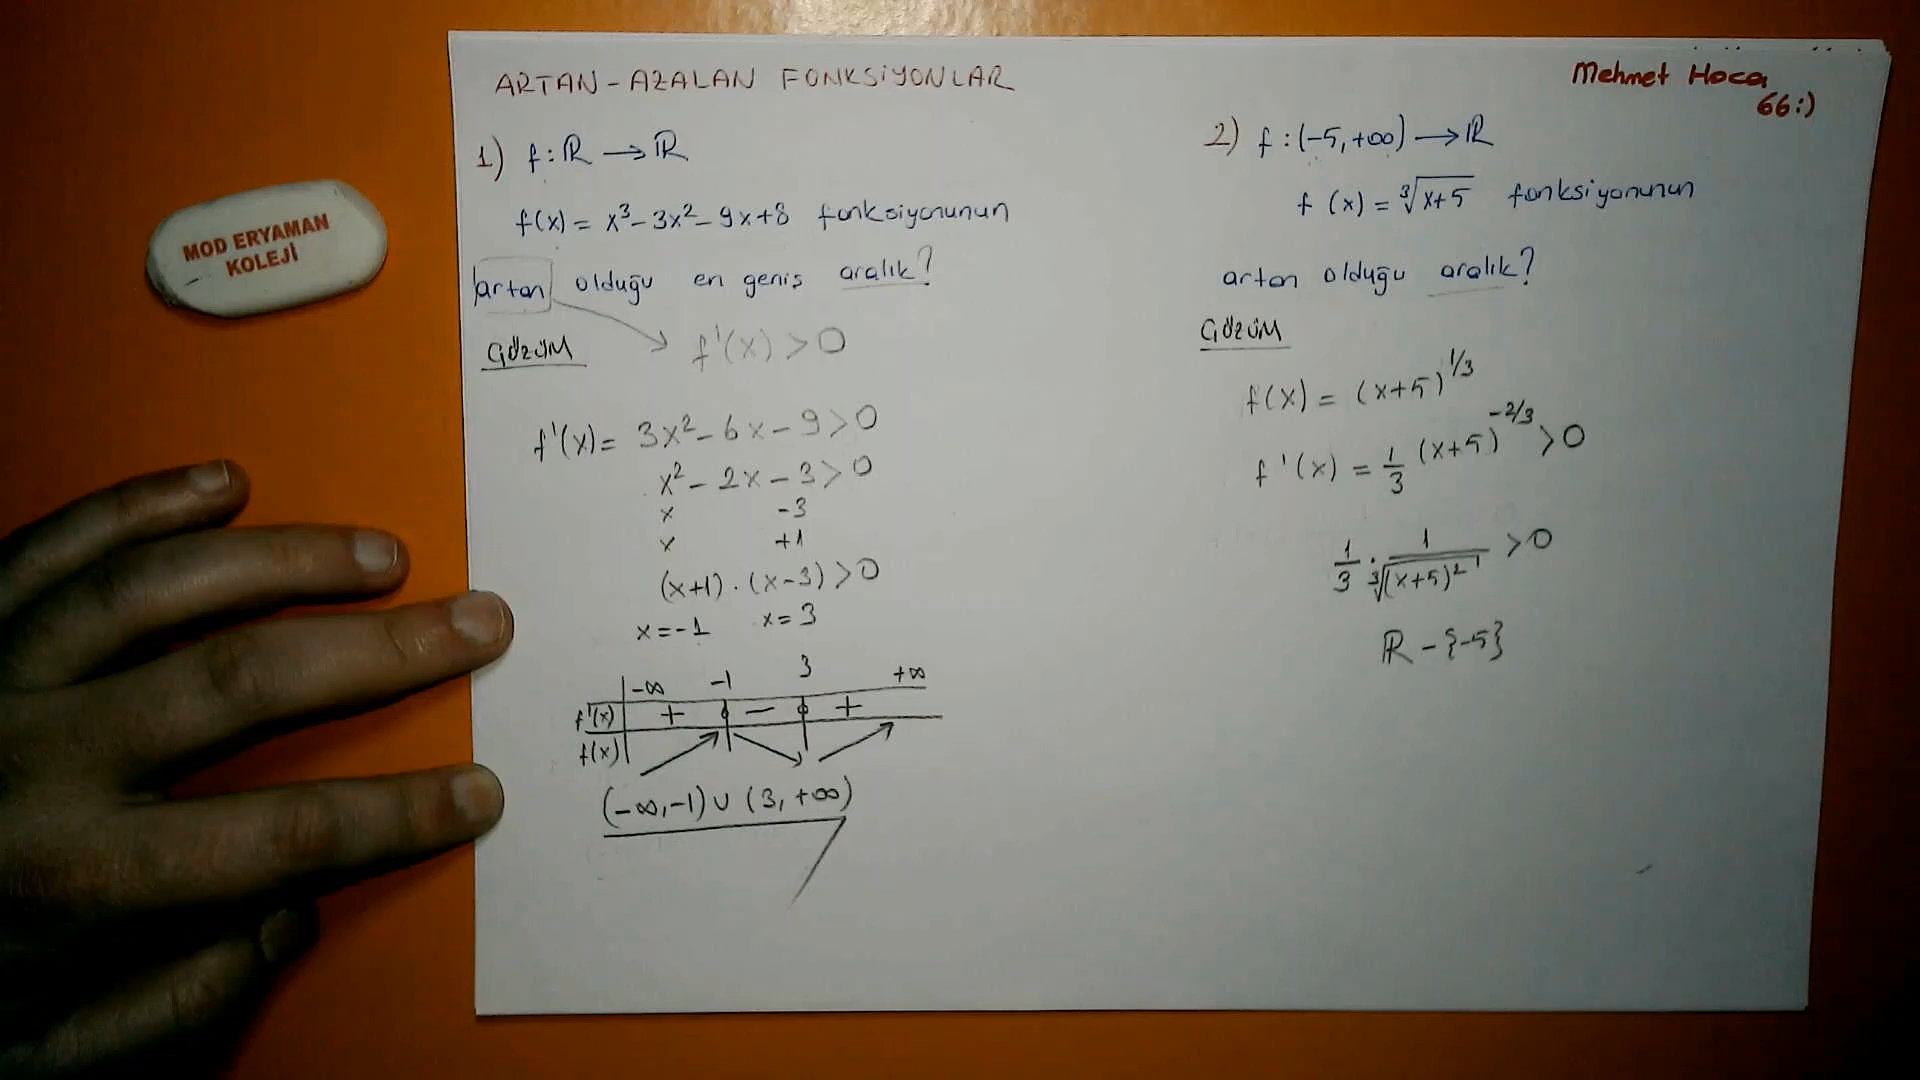 MOD ERYAMAN
KOLEJİ
ARTAN-AZALAN FONKSİYONLAR
Mehmet Hoca
66:)
1) f: ℝ → ℝ
f(x) = x³ - 3x² - 9x + 8 fonksiyonunun
artan olduğu en geniş aralık?
ÇÖZÜM
f'(x) > 0
f'(x) = 3x² - 6x - 9 > 0
x² - 2x - 3 > 0
x -3
x +1
(x+1) . (x-3) > 0
x = -1 x = 3
-∞ -1 3 +∞
f'(x) + - +
f(x)
(-∞, -1) ∪ (3, +∞)
2) f : (-5, +∞) → ℝ
f (x) = ³√(x+5) fonksiyonunun
artan olduğu aralık?
ÇÖZÜM
f(x) = (x+5)^1/3
f'(x) = 1/3 (x+5)^-2/3 > 0
1/3 . 1/³√(x+5)² > 0
ℝ - {-5}